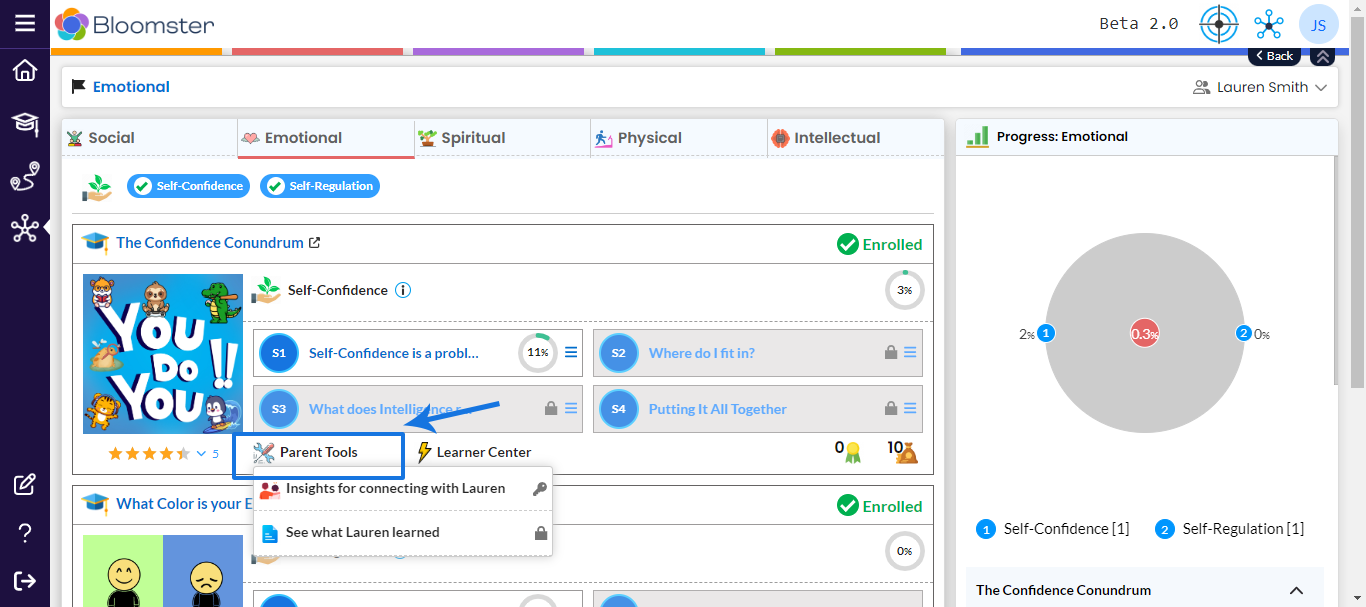 Bloomster
Beta 2.0
JS
Back
Emotional
Lauren Smith
Social
Emotional
Spiritual
Physical
Intellectual
Self-Confidence
Self-Regulation
The Confidence Conundrum
Enrolled
YOU
DO
YOU
!!
Self-Confidence
3%
S1
Self-Confidence is a probl...
11%
S2
Where do I fit in?
S3
What does Intelligence r...
S4
Putting It All Together
5
Parent Tools
Learner Center
0
10
Insights for connecting with Lauren
See what Lauren learned
What Color is your E
Enrolled
0%
Progress: Emotional
2%
1
0.3%
2
0%
1 Self-Confidence [1]
2 Self-Regulation [1]
The Confidence Conundrum